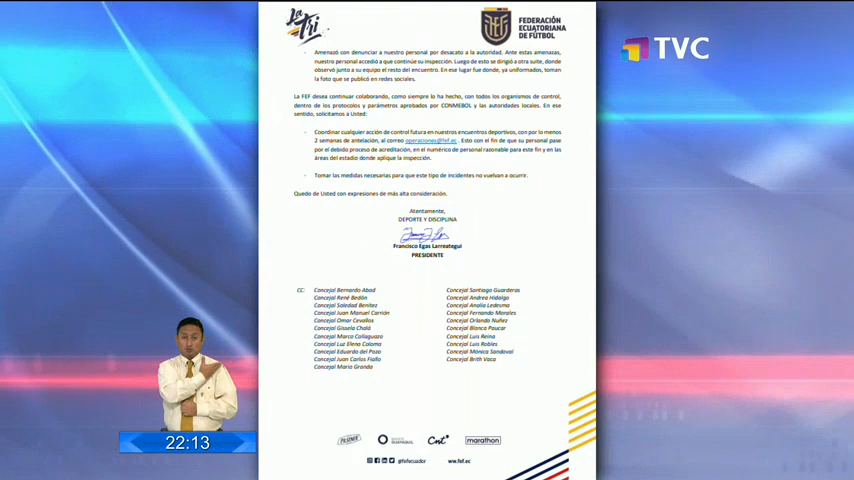 La Tri
FEF
FEDERACIÓN
ECUATORIANA
DE FÚTBOL
TVC
- Amenazó con denunciar a nuestro personal por desacato a la autoridad. Ante estas amenazas,
nuestro personal accedió a que continúe su inspección. Luego de esto se dirigió a otra suite, donde
observó junto a su equipo el resto del encuentro. En ese lugar fue donde, ya uniformados, toman
la foto que se publicó en redes sociales.
La FEF desea continuar colaborando, como siempre lo ha hecho, con todos los organismos de control,
dentro de los protocolos y parámetros aprobados por CONMEBOL y las autoridades locales. En ese
sentido, solicitamos a Usted:
- Coordinar cualquier acción de control futura en nuestros encuentros deportivos, con por lo menos
2 semanas de antelación, al correo operaciones@fef.ec . Esto con el fin de que su personal pase
por el debido proceso de acreditación, en el numérico de personal razonable para este fin y en las
áreas del estadio donde aplique la inspección.
- Tomar las medidas necesarias para que este tipo de incidentes no vuelvan a ocurrir.
Quedo de Usted con expresiones de más alta consideración.
Atentamente,
DEPORTE Y DISCIPLINA
Francisco Egas Larreategui
PRESIDENTE
CC: Concejal Bernardo Abad
Concejal René Bedón
Concejal Soledad Benítez
Concejal Juan Manuel Carrión
Concejal Omar Cevallos
Concejal Gissela Chalá
Concejal Marco Collaguazo
Concejal Luz Elena Coloma
Concejal Eduardo del Pozo
Concejal Juan Carlos Fiallo
Concejal Mario Granda
Concejal Santiago Guarderas
Concejal Andrea Hidalgo
Concejal Analía Ledesma
Concejal Fernando Morales
Concejal Orlando Nuñez
Concejal Blanca Paucar
Concejal Luis Reina
Concejal Luis Robles
Concejal Mónica Sandoval
Concejal Brith Vaca
PILSENER
BANCO
GUAYAQUIL
Cnt
marathon
@fefecuador
ww.fef.ec
22:13